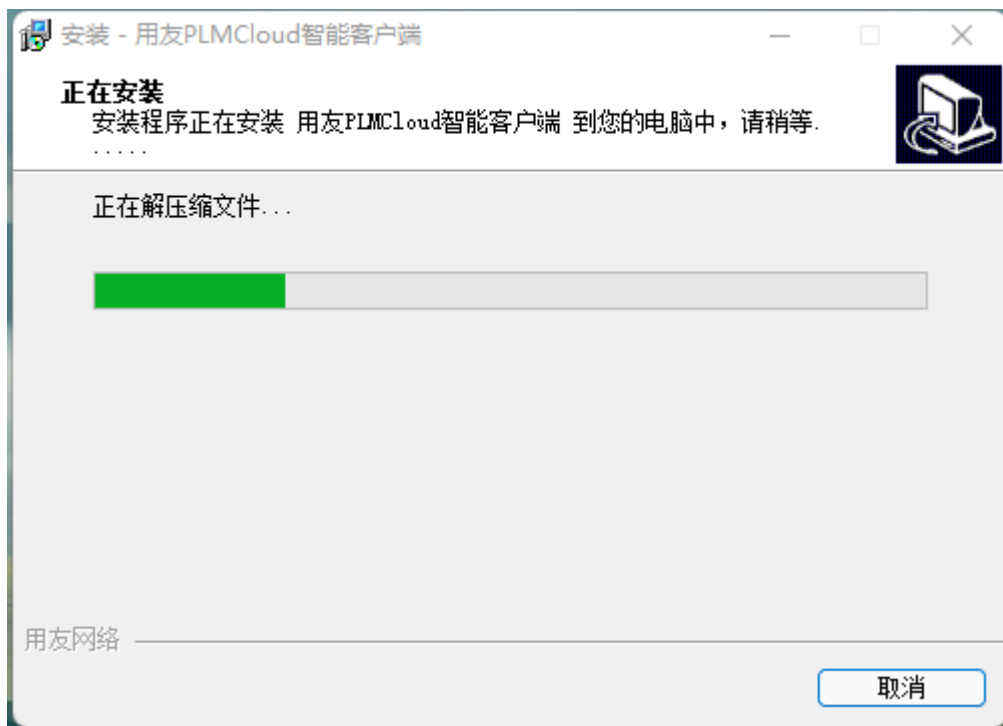 安装 - 用友PLMCloud智能客户端
正在安装
安装程序正在安装 用友PLMCloud智能客户端 到您的电脑中，请稍等.
.....
正在解压缩文件...
用友网络
取消